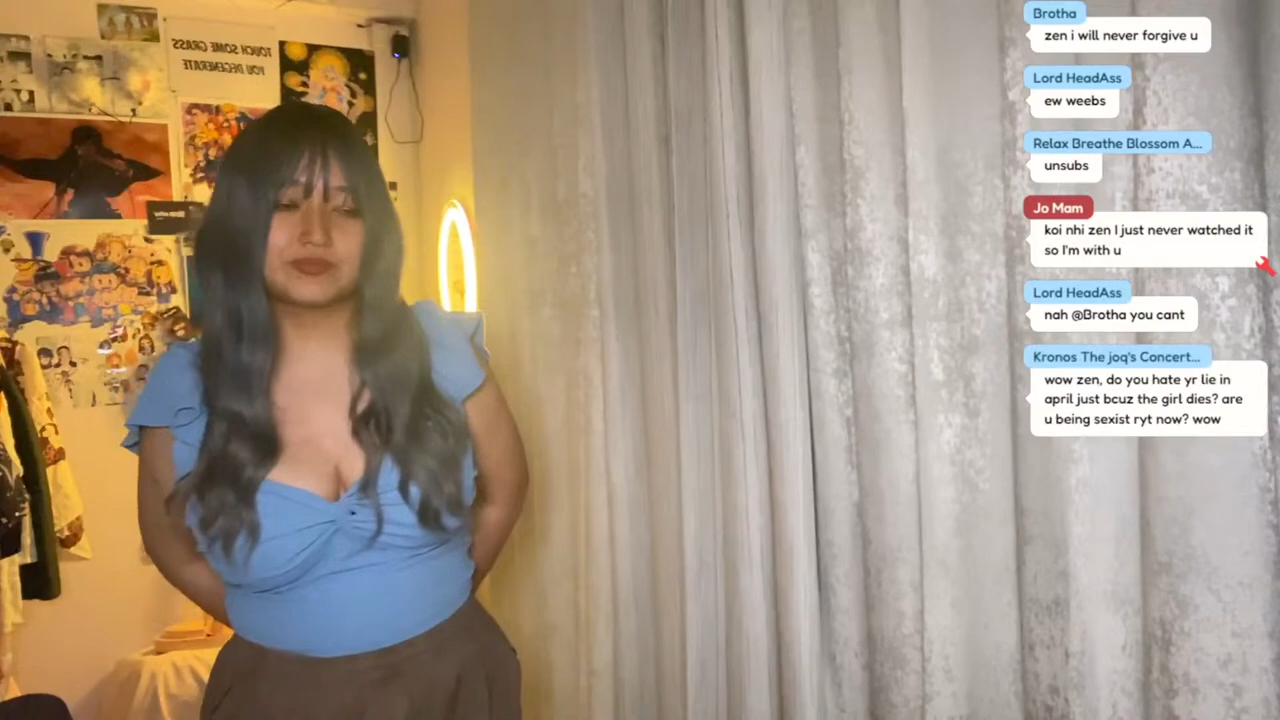 TOUCH SOME GRASS
YOU DEGENERATE
Brotha
zen i will never forgive u
Lord HeadAss
ew weebs
Relax Breathe Blossom A...
unsubs
Jo Mam
koi nhi zen I just never watched it
so I'm with u
Lord HeadAss
nah @Brotha you cant
Kronos The joq's Concert...
wow zen, do you hate yr lie in
april just bcuz the girl dies? are
u being sexist ryt now? wow